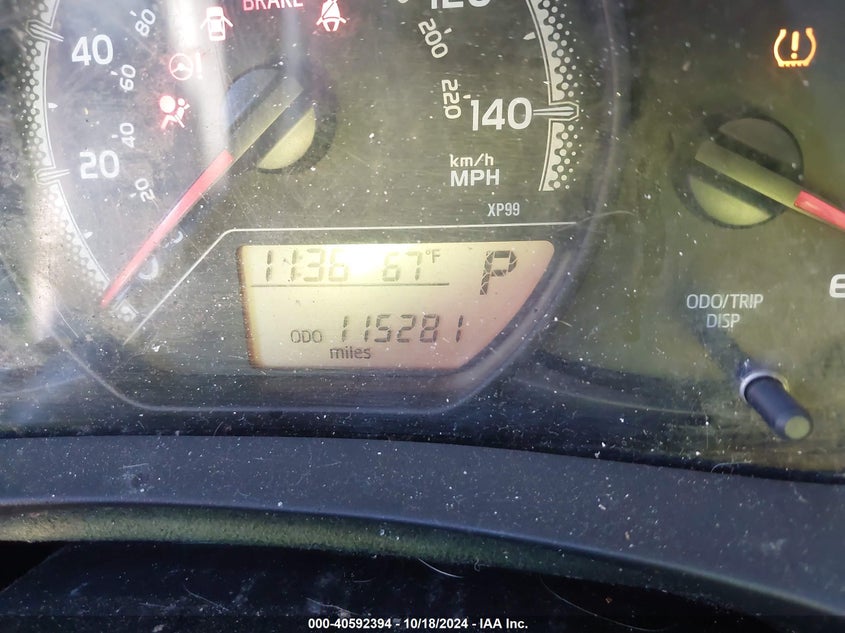 BRAKE
120
80
40
200
60
220
140
40
20
km/h
MPH
20
XP99
11:36 67°F P
ODO/TRIP
DISP
ODO 115281
miles
000-40592394 - 10/18/2024 - IAA Inc.